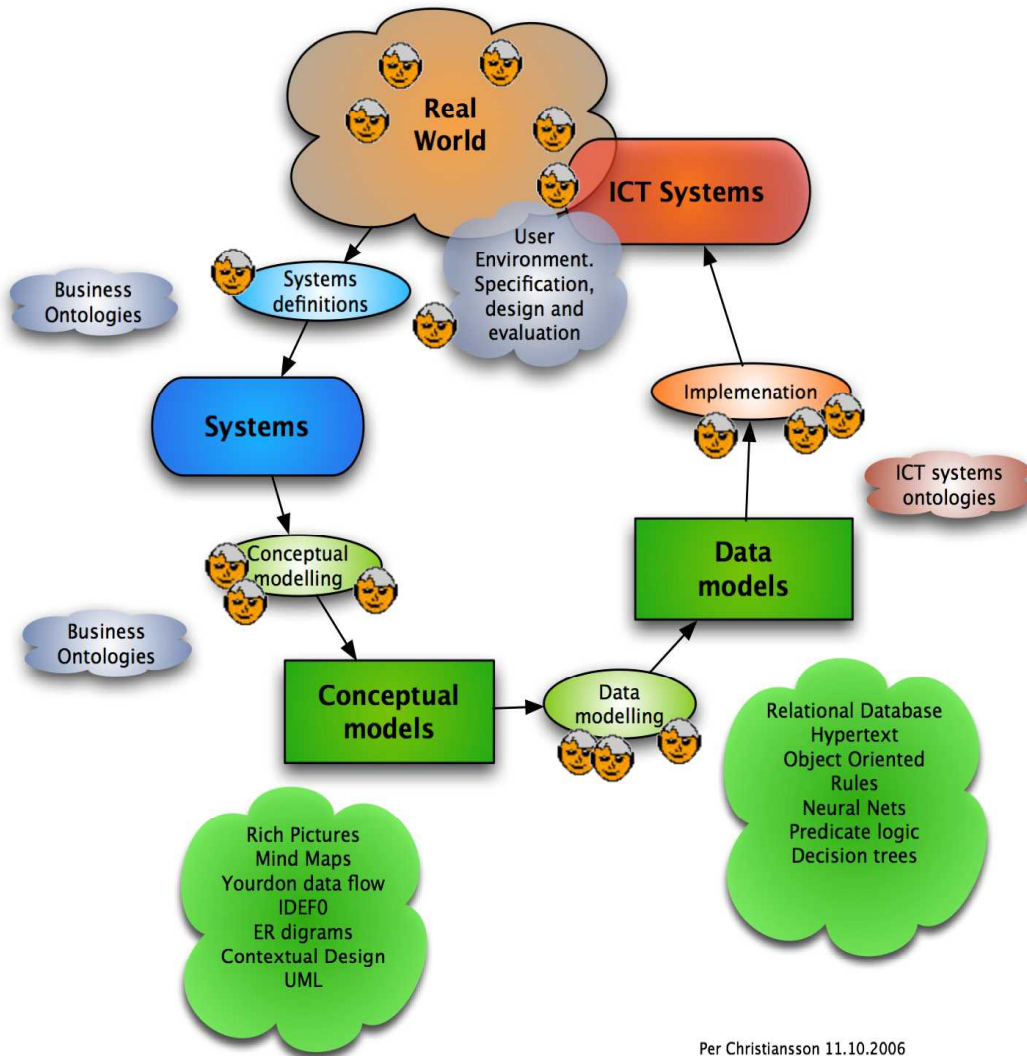 Real
World
ICT Systems
User
Environment.
Specification,
design and
evaluation
Systems
definitions
Business
Ontologies
Systems
Implemenation
ICT systems
ontologies
Conceptual
modelling
Data
models
Business
Ontologies
Conceptual
models
Data
modelling
Relational Database
Hypertext
Object Oriented
Rules
Neural Nets
Predicate logic
Decision trees
Rich Pictures
Mind Maps
Yourdon data flow
IDEF0
ER digrams
Contextual Design
UML
Per Christiansson 11.10.2006